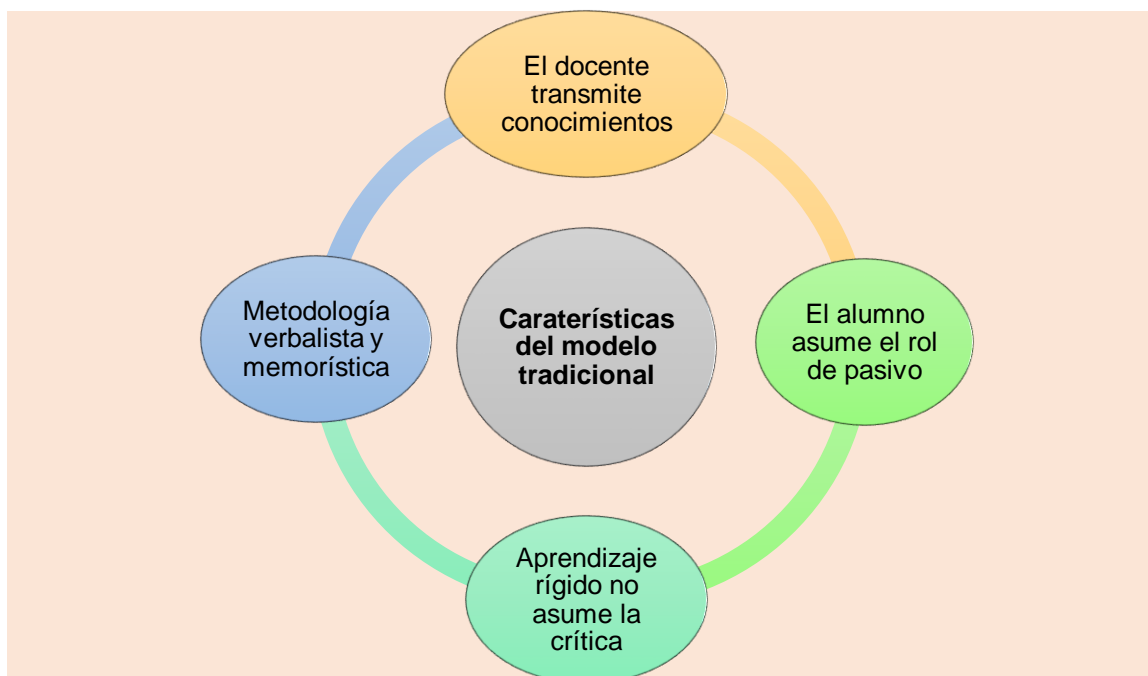 El docente
transmite
conocimientos
Metodología
verbalista y
memorística
Caraterísticas
del modelo
tradicional
El alumno
asume el rol
de pasivo
Aprendizaje
rígido no
asume la
crítica